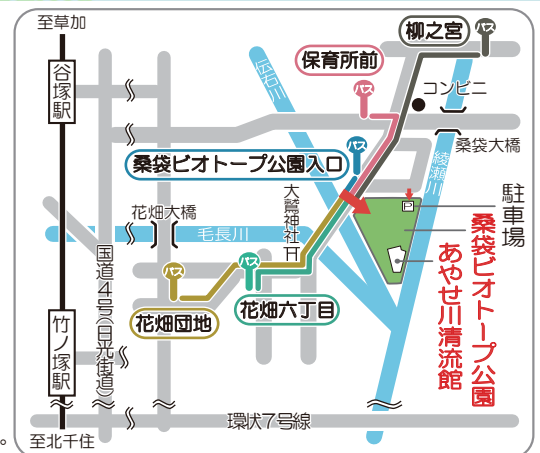 至草加
谷塚駅
竹ノ塚駅
至北千住
国道4号(日光街道)
花畑大橋
毛長川
伝右川
大鷲神社
環状7号線
バス
柳之宮
バス
保育所前
バス
桑袋ビオトープ公園入口
バス
花畑団地
バス
花畑六丁目
コンビニ
桑袋大橋
綾瀬川
P
駐車場
桑袋ビオトープ公園
あやせ川清流館
。